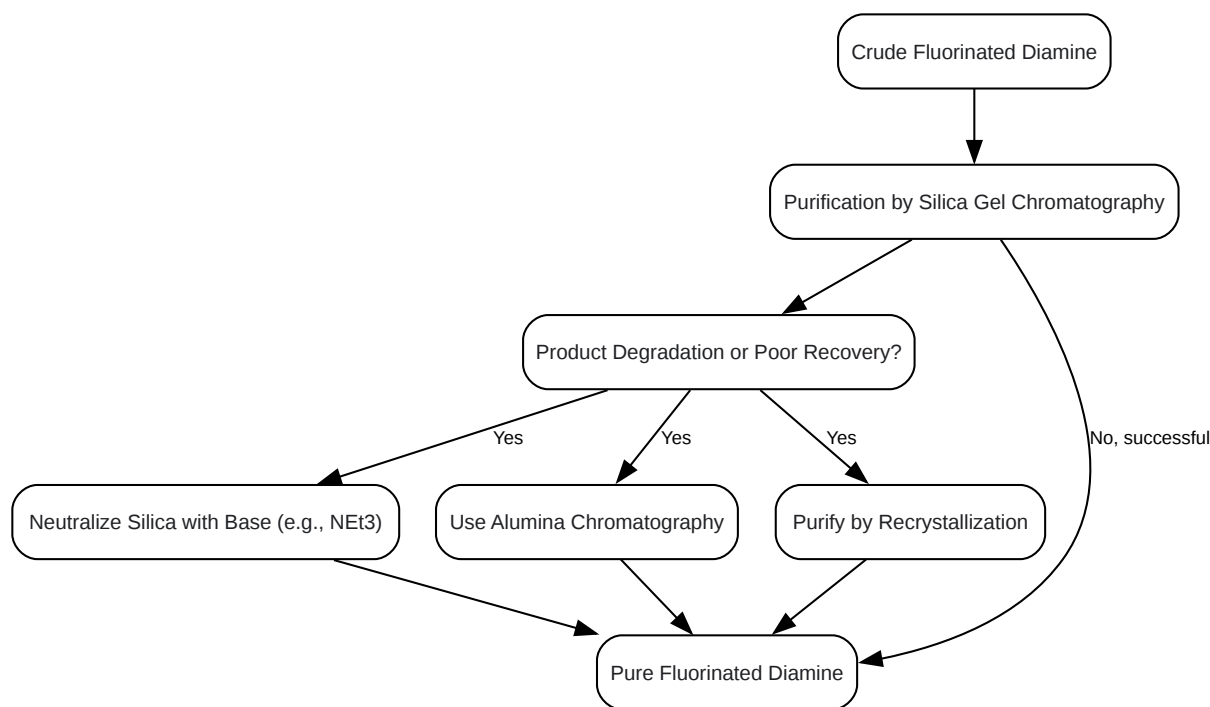 Crude Fluorinated Diamine
Purification by Silica Gel Chromatography
Product Degradation or Poor Recovery?
Yes
Yes
Yes
No, successful
Neutralize Silica with Base (e.g., NEt3)
Use Alumina Chromatography
Purify by Recrystallization
Pure Fluorinated Diamine